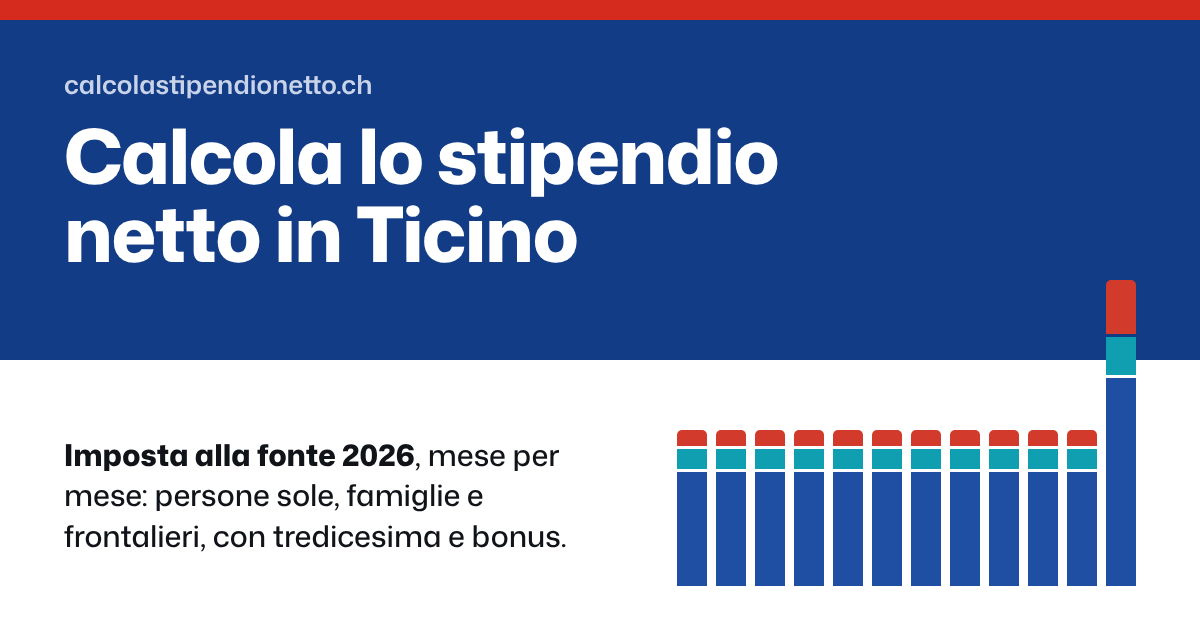 calcolastipendionetto.ch
Calcola lo stipendio
netto in Ticino
Imposta alla fonte 2026, mese per
mese: persone sole, famiglie e
frontalieri, con tredicesima e bonus.